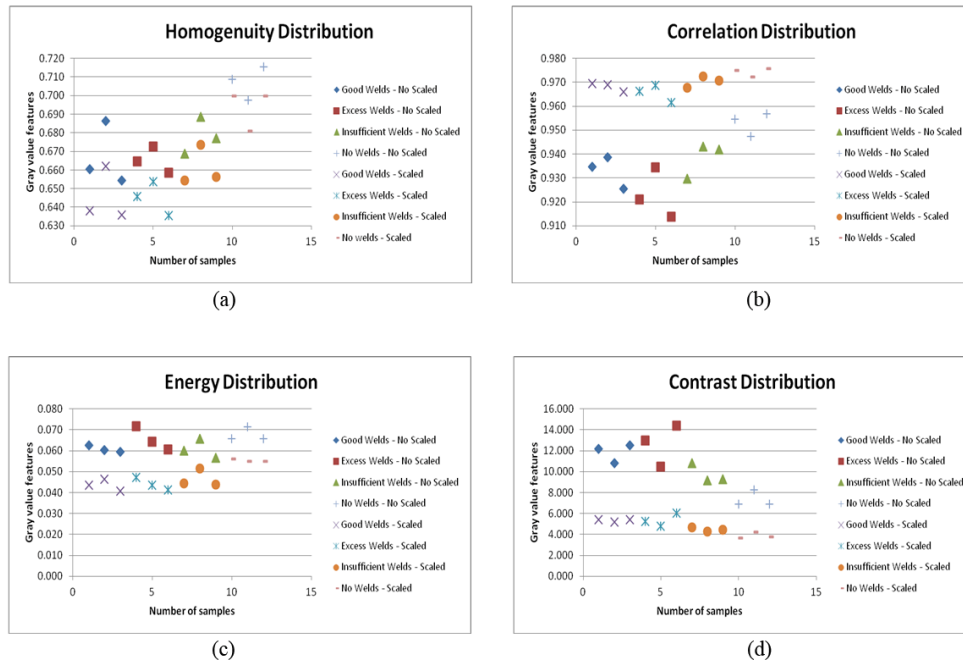 Homogenuity Distribution
0.720
0.710
0.700
0.690
0.680
0.670
0.660
0.650
0.640
0.630
0 5 10 15
Gray value features
Number of samples
Good Welds - No Scaled
Excess Welds - No Scaled
Insufficient Welds - No Scaled
No Welds - No Scaled
Good Welds - Scaled
Excess Welds - Scaled
Insufficient Welds - Scaled
No welds - Scaled
(a)
Correlation Distribution
0.980
0.970
0.960
0.950
0.940
0.930
0.920
0.910
0 5 10 15
Gray value features
Number of samples
Good Welds - No Scaled
Excess Welds - No Scaled
Insufficient Welds - No Scaled
No Welds - No Scaled
Good Welds - Scaled
Excess Welds - Scaled
Insufficient Welds - Scaled
No Welds - Scaled
(b)
Energy Distribution
0.080
0.070
0.060
0.050
0.040
0.030
0.020
0.010
0.000
0 5 10 15
Gray value features
Number of samples
Good Welds - No Scaled
Excess Welds - No Scaled
Insufficient Welds - No Scaled
No Welds - No Scaled
Good Welds - Scaled
Excess Welds - Scaled
Insufficient Welds - Scaled
No Welds - Scaled
(c)
Contrast Distribution
16.000
14.000
12.000
10.000
8.000
6.000
4.000
2.000
0.000
0 5 10 15
Gray value features
Number of samples
Good Welds - No Scaled
Excess Welds - No Scaled
Insufficient Welds - No Scaled
No Welds - No Scaled
Good Welds - Scaled
Excess Welds - Scaled
Insufficient Welds - Scaled
No Welds - Scaled
(d)